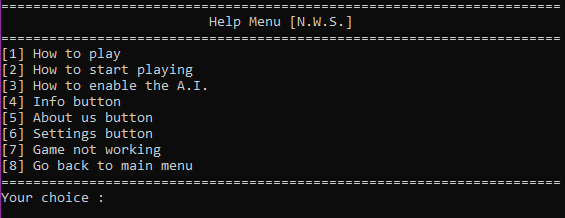 ======================================================================
Help Menu [N.W.S.]
======================================================================
[1] How to play
[2] How to start playing
[3] How to enable the A.I.
[4] Info button
[5] About us button
[6] Settings button
[7] Game not working
[8] Go back to main menu
======================================================================
Your choice :